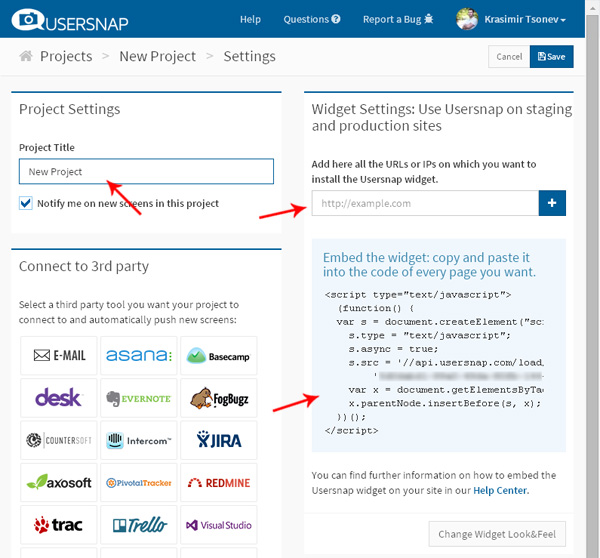 USERSNAP
Help
Questions
Report a Bug
Krasimir Tsonev
Projects > New Project > Settings
Cancel
Save
Project Settings
Project Title
New Project
Notify me on new screens in this project
Connect to 3rd party
Select a third party tool you want your project to
connect to and automatically push new screens:
E-MAIL
asana:
Basecamp
desk
EVERNOTE
FogBugz
COUNTERSOFT
Intercom
JIRA
axosoft
PivotalTracker
REDMINE
trac
Trello
Visual Studio
Widget Settings: Use Usersnap on staging
and production sites
Add here all the URLs or IPs on which you want to
install the Usersnap widget.
http://example.com
+
Embed the widget: copy and paste it
into the code of every page you want.
<script type="text/javascript">
(function() {
var s = document.createElement("sc
s.type = "text/javascript";
s.async = true;
s.src = '//api.usersnap.com/load
var x = document.getElementsByTa
x.parentNode.insertBefore(s, x);
})();
</script>
You can find further information on how to embed the
Usersnap widget on your site in our Help Center.
Change Widget Look&Feel